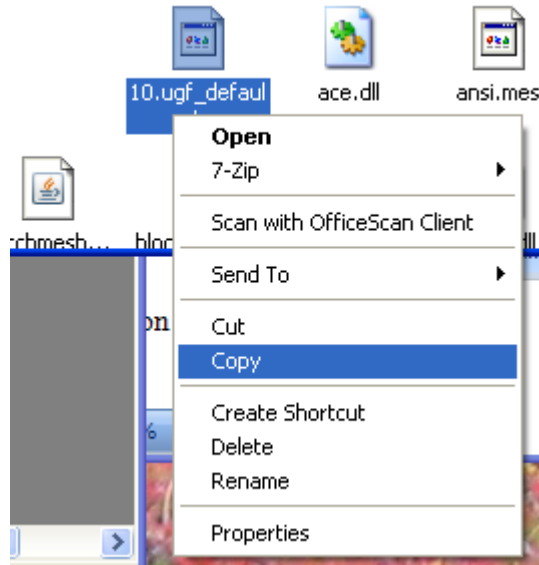 10.ugf_defaul
ace.dll
ansi.mes
Open
7-Zip
Scan with OfficeScan Client
Send To
on
Cut
Copy
Create Shortcut
%
Delete
Rename
Properties